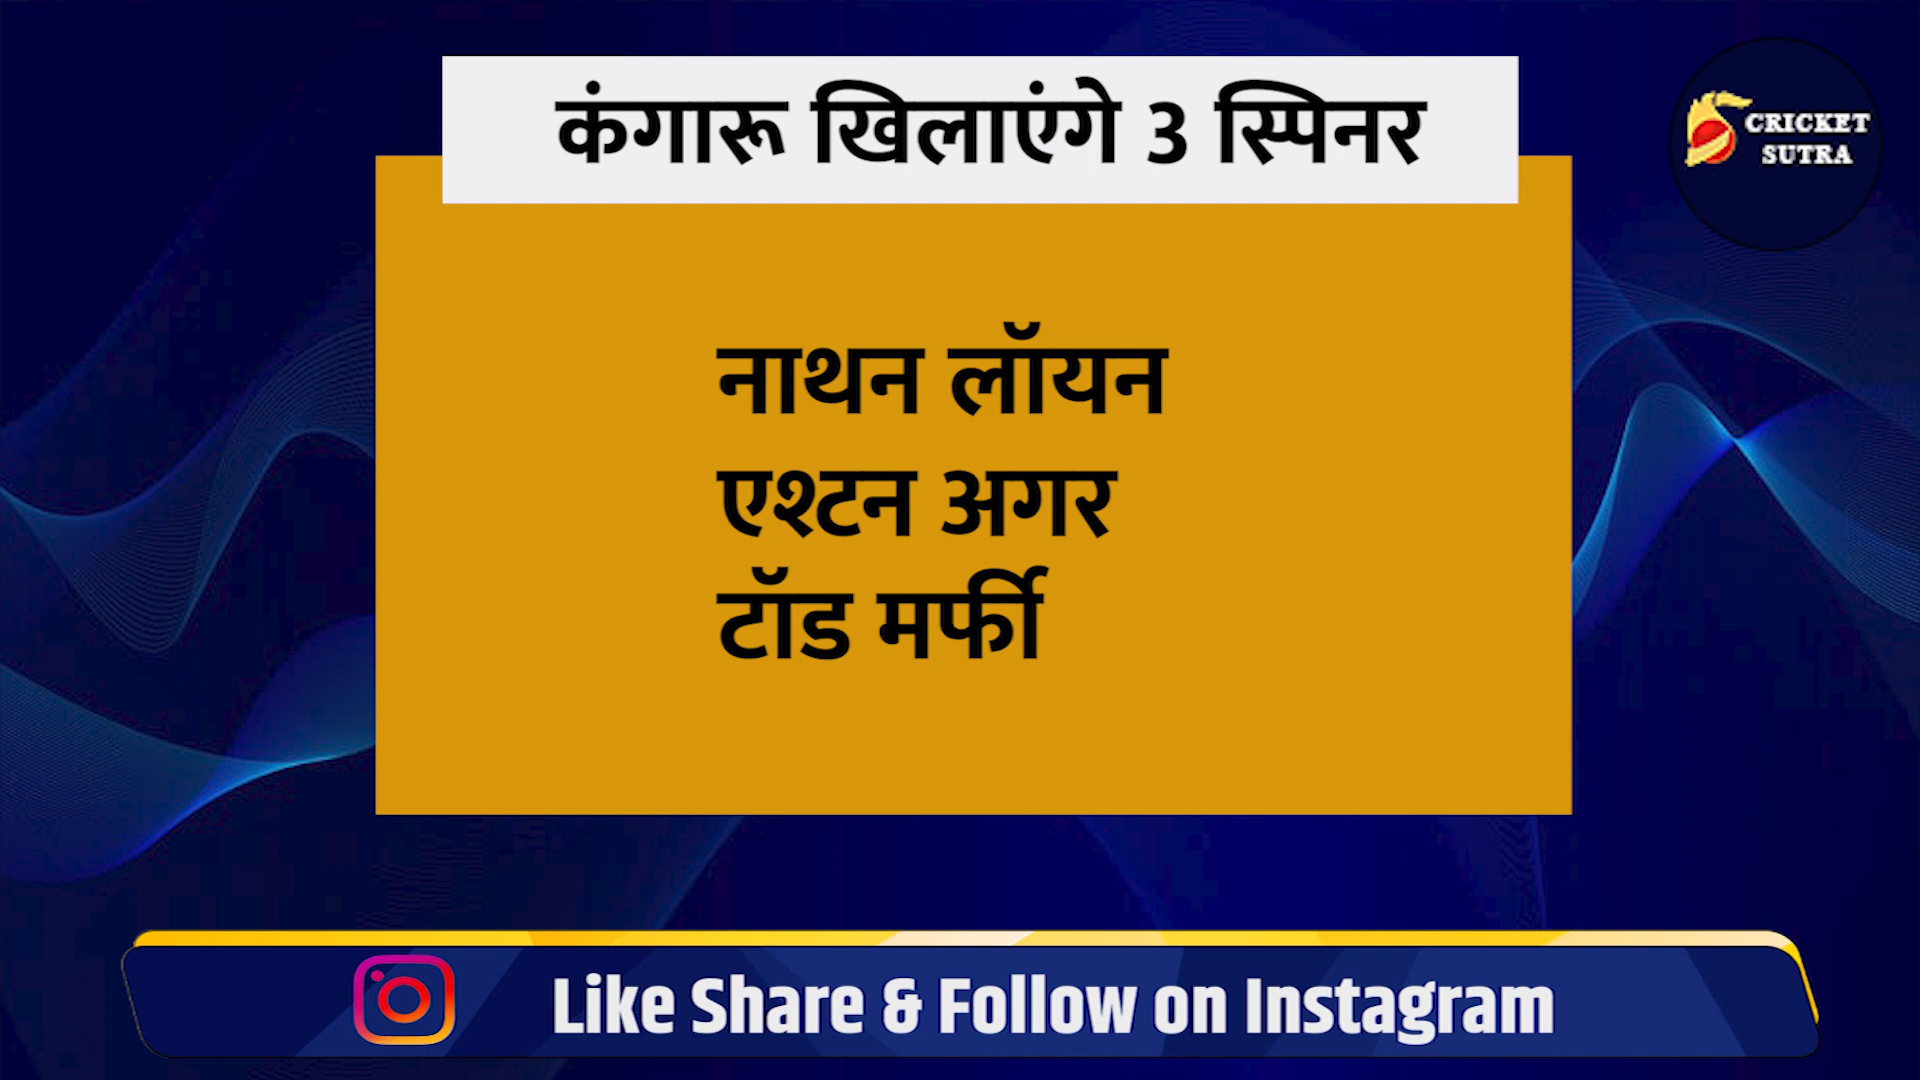 कंगारू खिलाएंगे 3 स्पिनर
CRICKET
SUTRA
नाथन लॉयन
एश्टन अगर
टॉड मर्फी
Like Share & Follow on Instagram